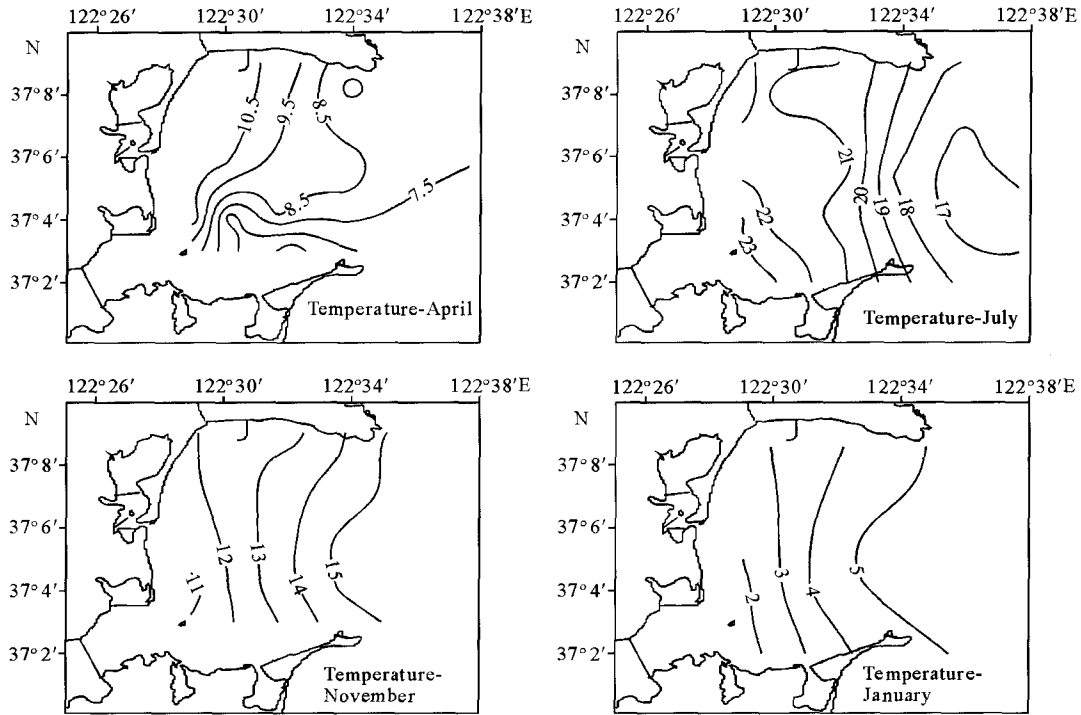 122°26′ 122°30′ 122°34′ 122°38′E
N
37°8′
37°6′
37°4′
37°2′
10.5
9.5
8.5
8.5
7.5
Temperature-April
122°26′ 122°30′ 122°34′ 122°38′E
N
37°8′
37°6′
37°4′
37°2′
21
20
19
18
17
22
23
Temperature-July
122°26′ 122°30′ 122°34′ 122°38′E
N
37°8′
37°6′
37°4′
37°2′
11
12
13
14
15
Temperature-
November
122°26′ 122°30′ 122°34′ 122°38′E
N
37°8′
37°6′
37°4′
37°2′
2
3
4
5
Temperature-
January